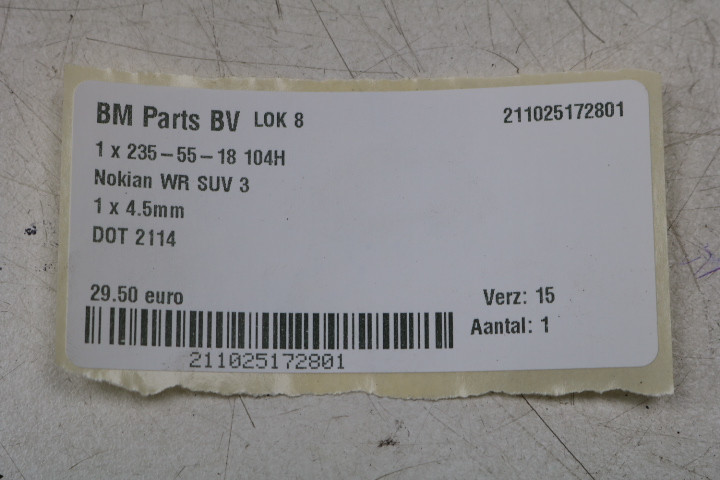 BM Parts BV LOK 8 211025172801
1 x 235-55-18 104H
Nokian WR SUV 3
1 x 4.5mm
DOT 2114
29.50 euro Verz: 15
Aantal: 1
211025172801